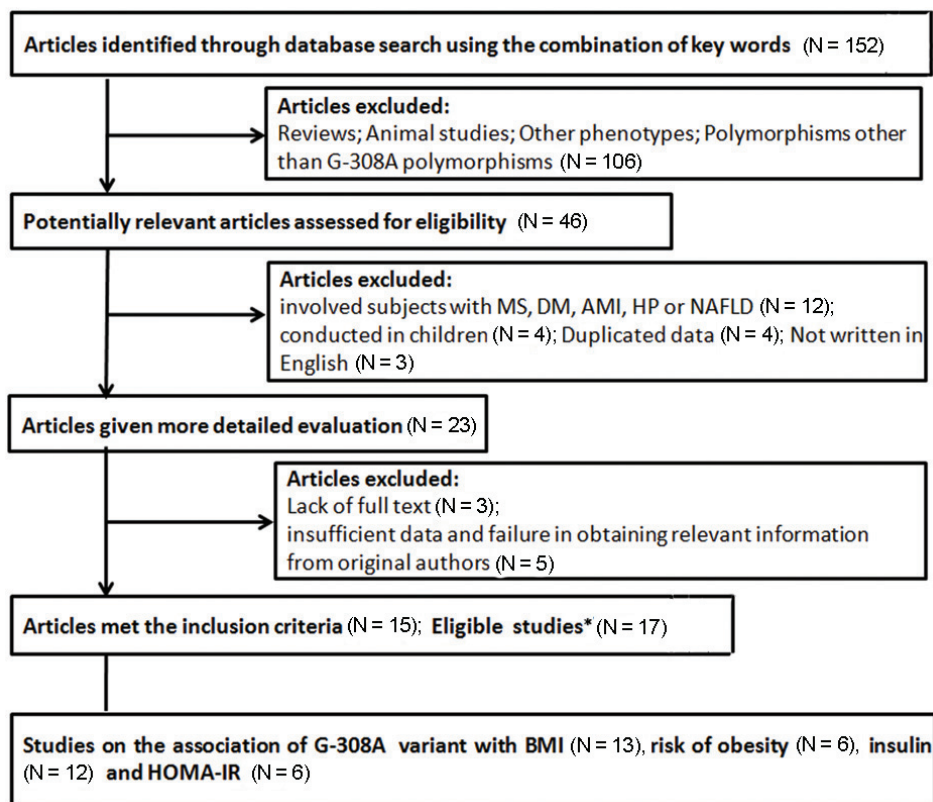 Articles identified through database search using the combination of key words (N = 152)
Articles excluded:
Reviews; Animal studies; Other phenotypes; Polymorphisms other
than G-308A polymorphisms (N = 106)
Potentially relevant articles assessed for eligibility (N = 46)
Articles excluded:
involved subjects with MS, DM, AMI, HP or NAFLD (N = 12);
conducted in children (N = 4); Duplicated data (N = 4); Not written in
English (N = 3)
Articles given more detailed evaluation (N = 23)
Articles excluded:
Lack of full text (N = 3);
insufficient data and failure in obtaining relevant information
from original authors (N = 5)
Articles met the inclusion criteria (N = 15); Eligible studies* (N = 17)
Studies on the association of G-308A variant with BMI (N = 13), risk of obesity (N = 6), insulin
(N = 12) and HOMA-IR (N = 6)